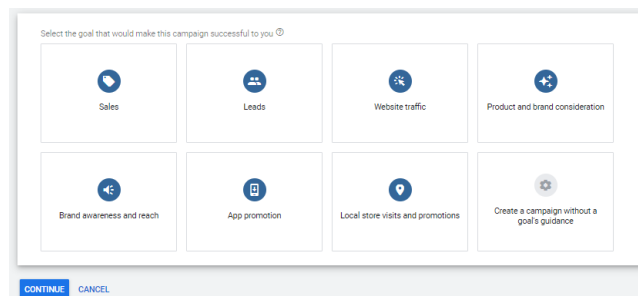 Select the goal that would make this campaign successful to you
Sales
Leads
Website traffic
Product and brand consideration
Brand awareness and reach
App promotion
Local store visits and promotions
Create a campaign without a
goal's guidance
CONTINUE
CANCEL